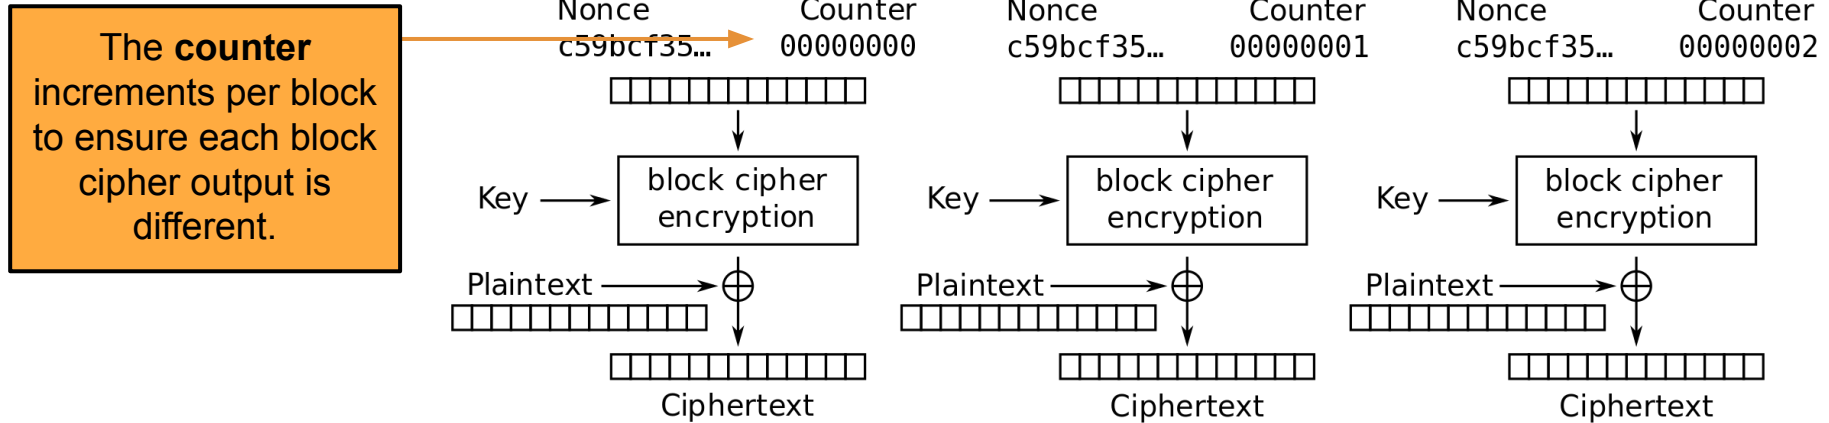 The counter
increments per block
to ensure each block
cipher output is
different.
Nonce Counter Nonce Counter Nonce Counter
c59bcf35… 00000000 c59bcf35… 00000001 c59bcf35… 00000002
block cipher block cipher block cipher
Key encryption Key encryption Key encryption
Plaintext Plaintext Plaintext
Ciphertext Ciphertext Ciphertext